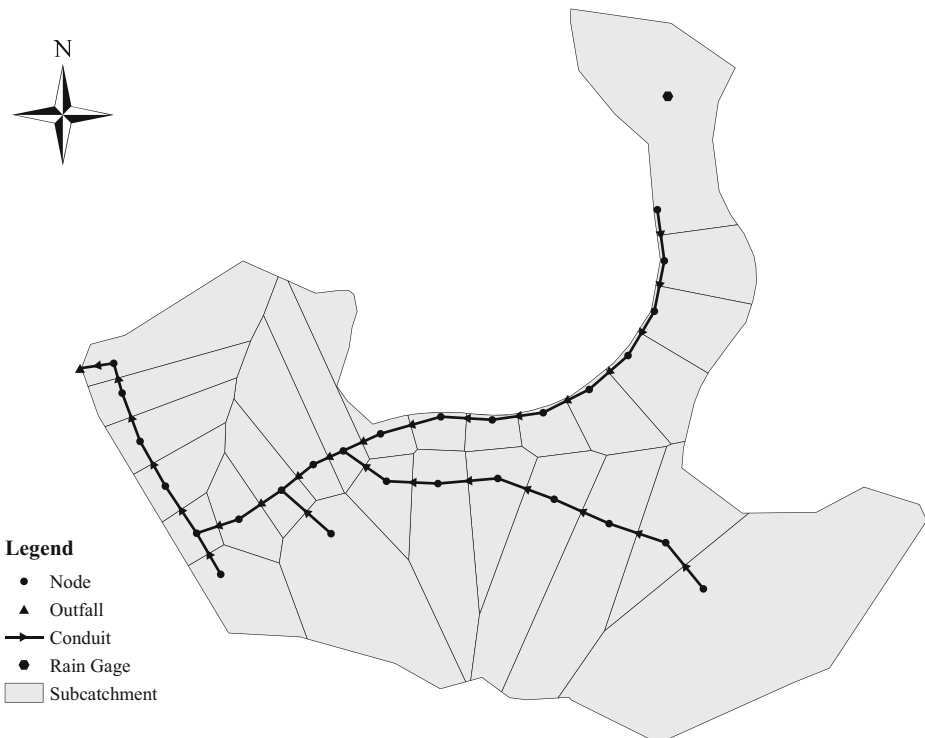 N
Legend
Node
Outfall
Conduit
Rain Gage
Subcatchment